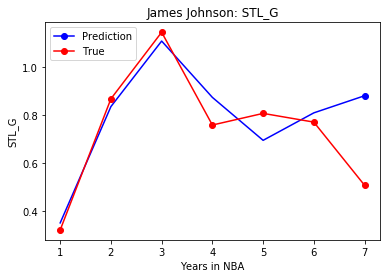 James Johnson: STL_G
Prediction
True
STL_G
1.0
0.8
0.6
0.4
1 2 3 4 5 6 7
Years in NBA